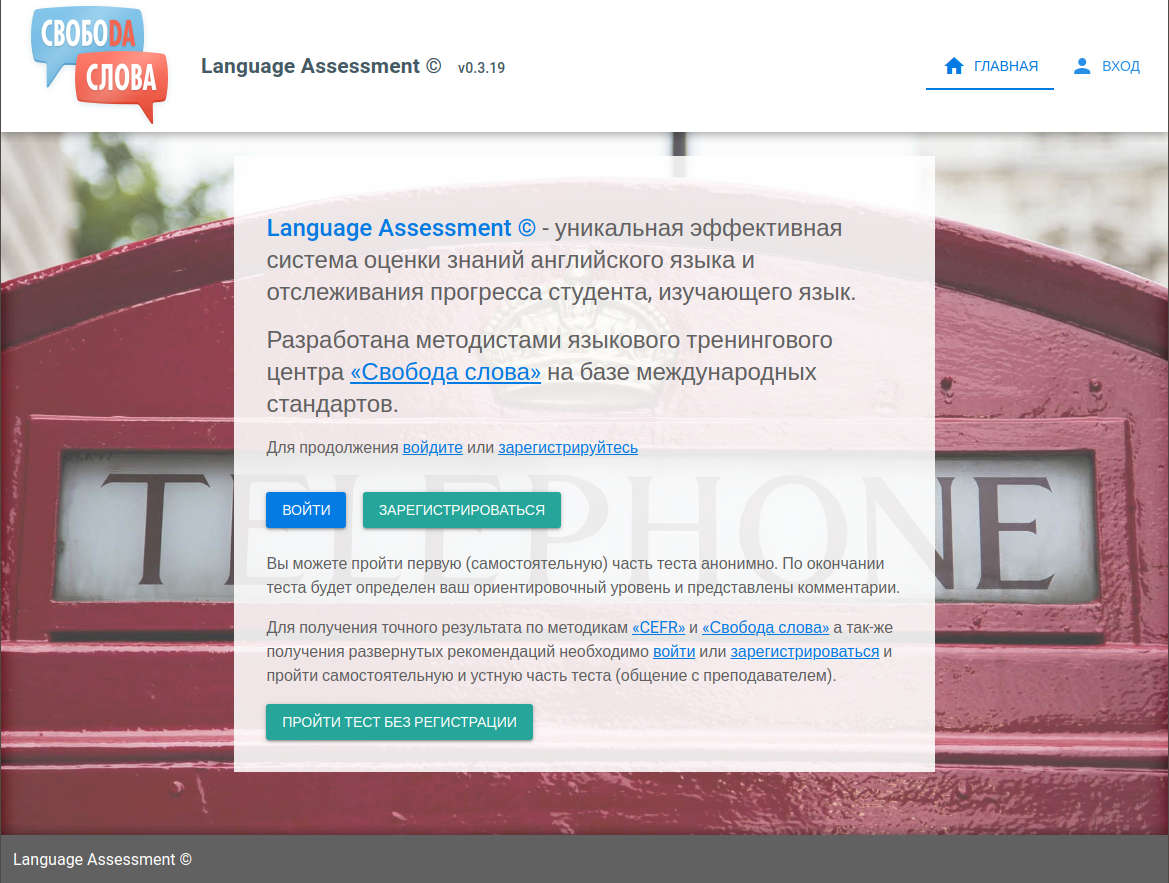 СВОБОDA
СЛОВА
Language Assessment © v0.3.19
ГЛАВНАЯ
ВХОД
Language Assessment © - уникальная эффективная
система оценки знаний английского языка и
отслеживания прогресса студента, изучающего язык.
Разработана методистами языкового тренингового
центра «Свобода слова» на базе международных
стандартов.
Для продолжения войдите или зарегистрируйтесь
ВОЙТИ
ЗАРЕГИСТРИРОВАТЬСЯ
TELEPHONE
Вы можете пройти первую (самостоятельную) часть теста анонимно. По окончании
теста будет определен ваш ориентировочный уровень и представлены комментарии.
Для получения точного результата по методикам «CEFR» и «Свобода слова» а так-же
получения развернутых рекомендаций необходимо войти или зарегистрироваться и
пройти самостоятельную и устную часть теста (общение с преподавателем).
ПРОЙТИ ТЕСТ БЕЗ РЕГИСТРАЦИИ
Language Assessment ©